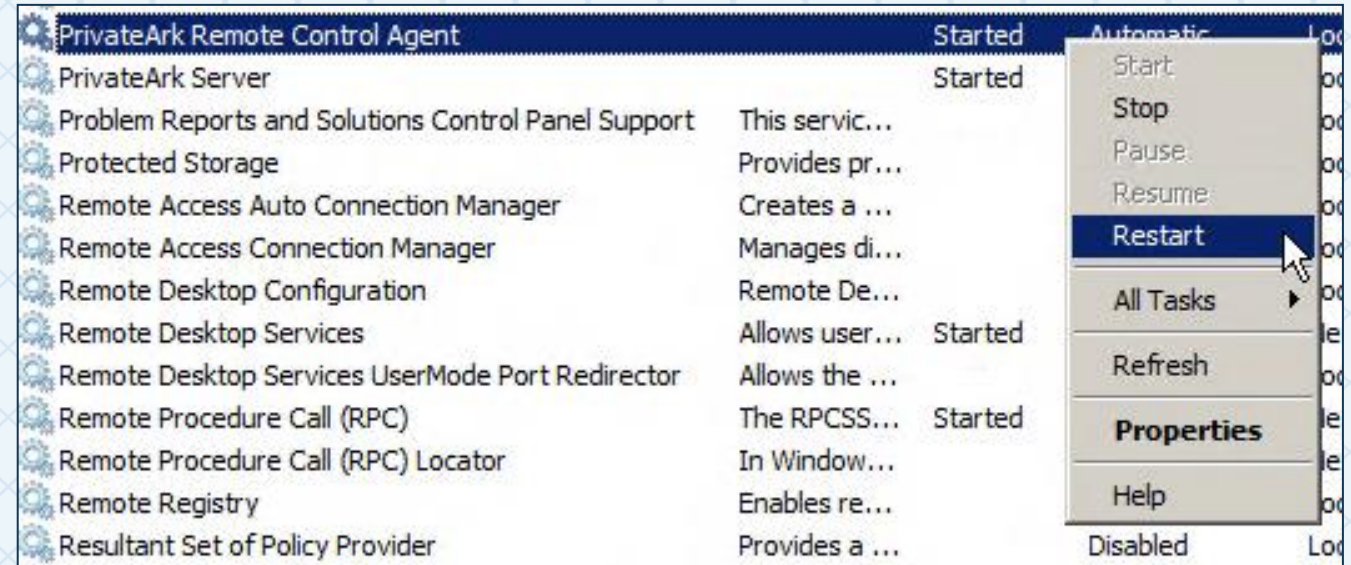 PrivateArk Remote Control Agent Started Automatic Loc
PrivateArk Server Started
Problem Reports and Solutions Control Panel Support This servic...
Protected Storage Provides pr...
Remote Access Auto Connection Manager Creates a ...
Remote Access Connection Manager Manages di...
Remote Desktop Configuration Remote De...
Remote Desktop Services Allows user... Started
Remote Desktop Services UserMode Port Redirector Allows the ...
Remote Procedure Call (RPC) The RPCSS... Started
Remote Procedure Call (RPC) Locator In Window...
Remote Registry Enables re...
Resultant Set of Policy Provider Provides a ... Disabled Loc
Start
Stop
Pause
Resume
Restart
All Tasks
Refresh
Properties
Help